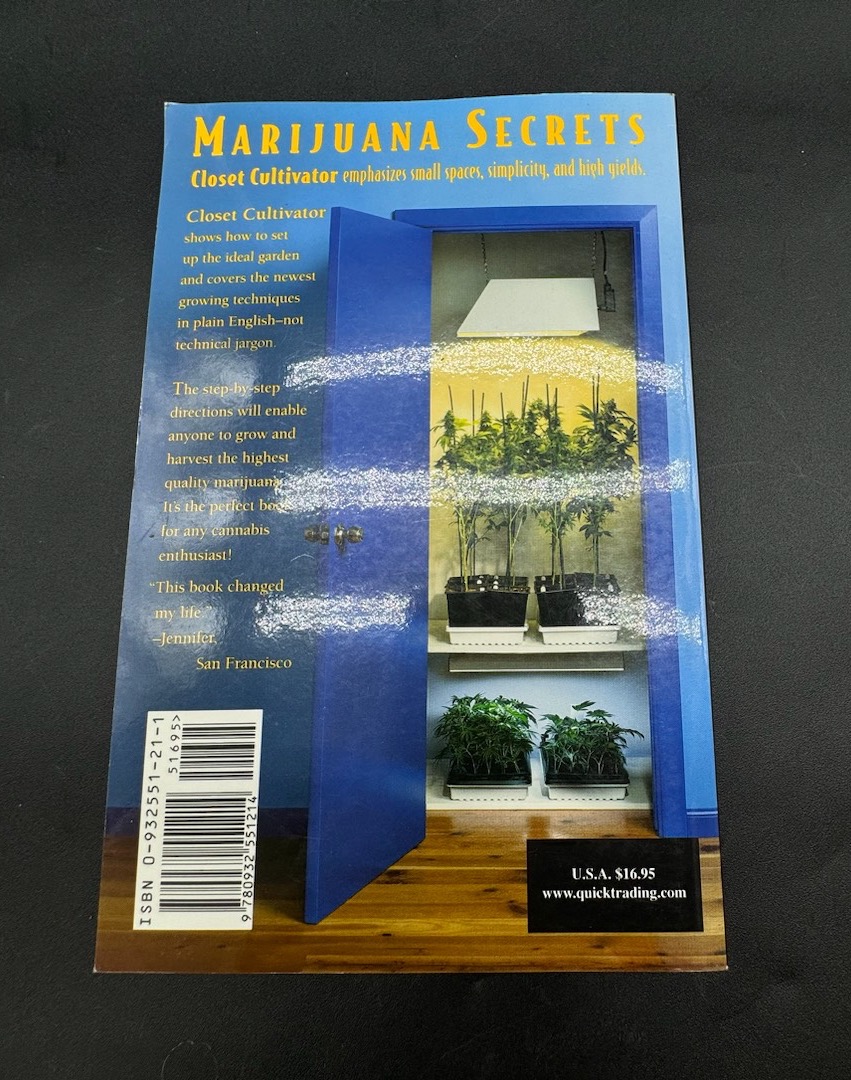 MARIJUANA SECRETS
Closet Cultivator emphasizes small spaces, simplicity, and high yields.
Closet Cultivator
shows how to set
up the ideal garden
and covers the newest
growing techniques
in plain English–not
technical jargon.
The step-by-step
directions will enable
anyone to grow and
harvest the highest
quality marijuana
It's the perfect book
for any cannabis
enthusiast!
"This book changed
my life."
–Jennifer,
San Francisco
ISBN 0-932551-21-1
51695>
9 780932 551214
U.S.A. $16.95
www.quicktrading.com